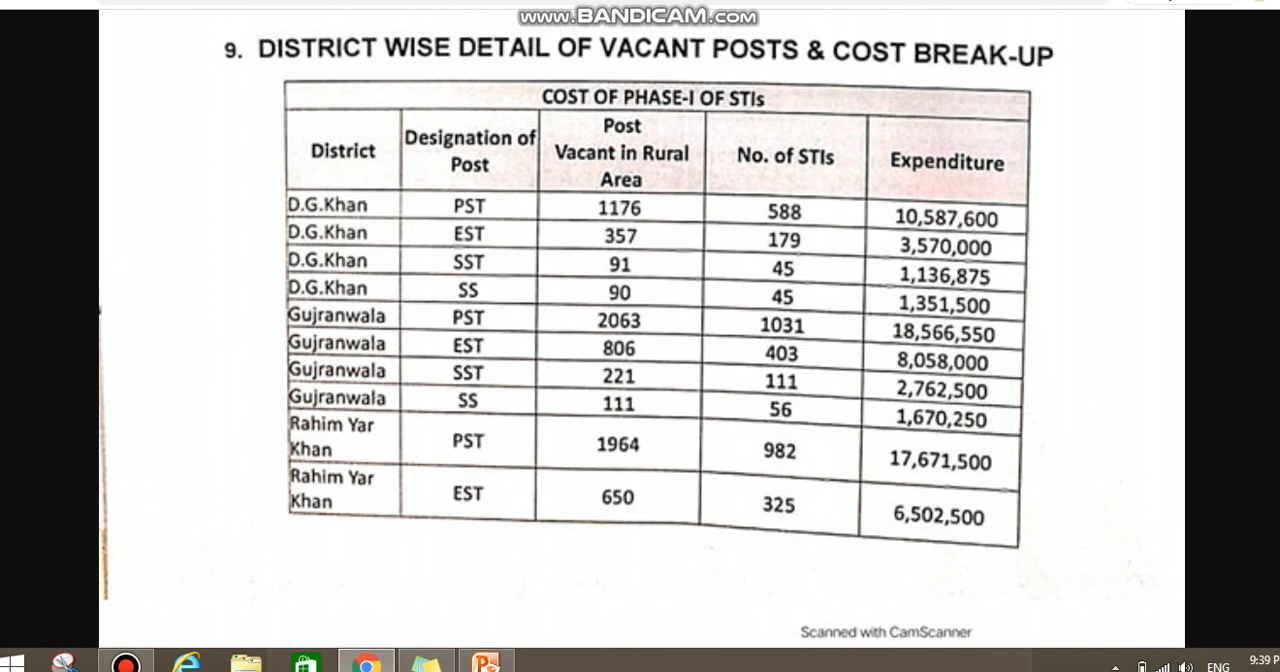 www.BANDICAM.com
9. DISTRICT WISE DETAIL OF VACANT POSTS & COST BREAK-UP
COST OF PHASE-I OF STIs
District Designation of Post Post Vacant in Rural Area No. of STIs Expenditure
D.G.Khan PST 1176 588 10,587,600
D.G.Khan EST 357 179 3,570,000
D.G.Khan SST 91 45 1,136,875
D.G.Khan SS 90 45 1,351,500
Gujranwala PST 2063 1031 18,566,550
Gujranwala EST 806 403 8,058,000
Gujranwala SST 221 111 2,762,500
Gujranwala SS 111 56 1,670,250
Rahim Yar Khan PST 1964 982 17,671,500
Rahim Yar Khan EST 650 325 6,502,500
Scanned with CamScanner
ENG
9:39 P